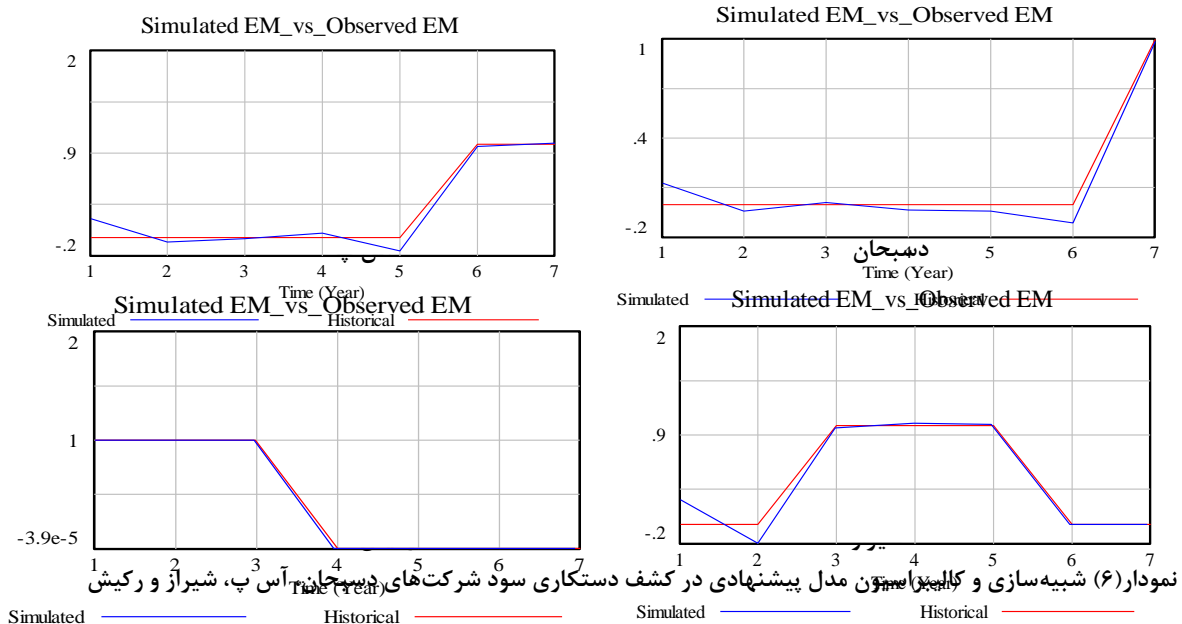 Simulated EM_vs_Observed EM
2
.9
-.2
1 2 3 4 5 6 7
Time (Year)
Simulated Historical
Simulated EM_vs_Observed EM
1
.4
-.2
1 2 3 4 5 6 7
دسبحان
Time (Year)
Simulated Historical
Simulated EM_vs_Observed EM
2
1
-3.9e-5
1 2 3 4 5 6 7
Time (Year)
Simulated Historical
Simulated EM_vs_Observed EM
2
.9
-.2
1 2 3 4 5 6 7
Time (Year)
Simulated Historical
نمودار(۶) شبیه‌سازی و کالیبراسیون مدل پیشنهادی در کشف دستکاری سود شرکت‌های دسبحان، آس پ، شیراز و رکیش